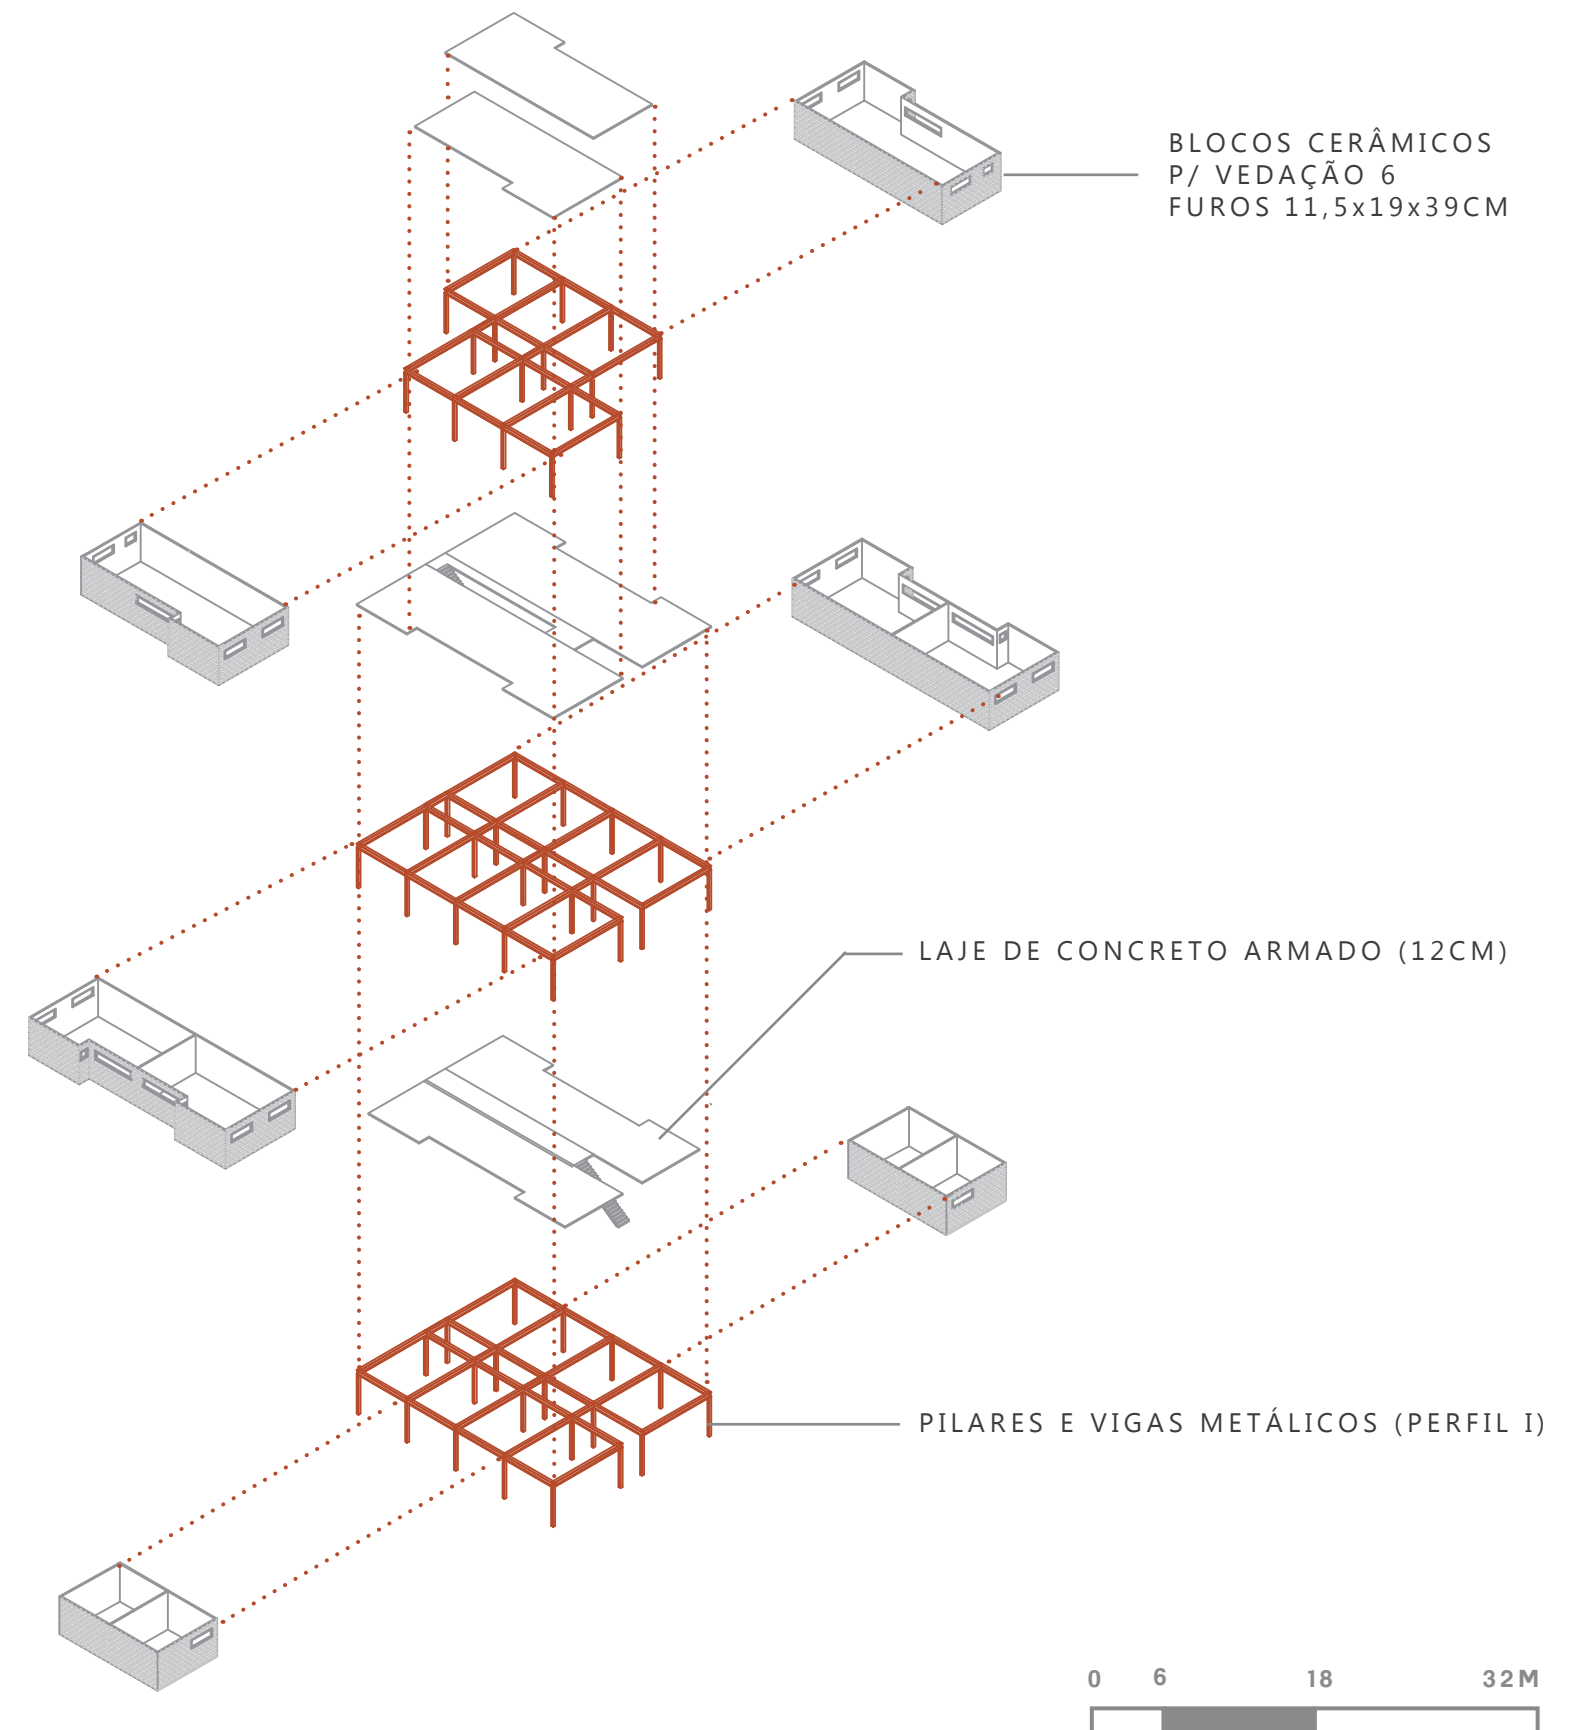 BLOCOS CERÂMICOS
P/ VEDAÇÃO 6
FUROS 11,5x19x39CM
LAJE DE CONCRETO ARMADO (12CM)
PILARES E VIGAS METÁLICOS (PERFIL I)
0 6 18 32M